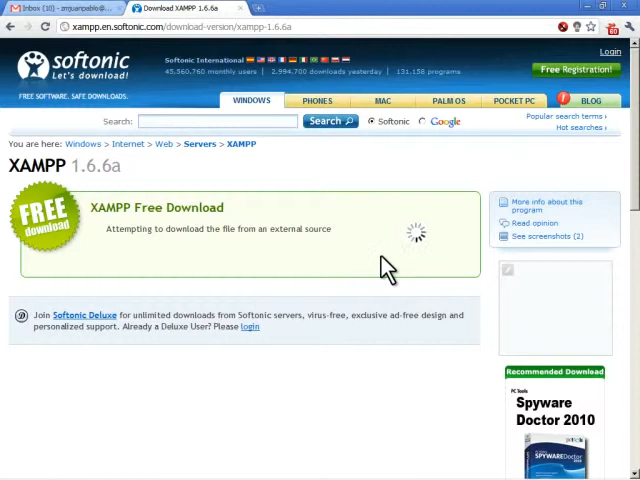 Inbox (10) - zmjuanpablo@...
Download XAMPP 1.6.6a
xampp.en.softonic.com/download-version/xampp-1.6.6a
60
Login
softonic
Let's download!
FREE SOFTWARE. SAFE DOWNLOADS.
Softonic International
45,560,760 monthly users | 2,994,700 downloads yesterday | 131,158 programs
Free Registration!
WINDOWS PHONES MAC PALM OS POCKET PC ! BLOG
Search: Search Softonic Google
Popular search terms ›
Hot searches ›
You are here: Windows > Internet > Web > Servers > XAMPP
XAMPP 1.6.6a
FREE
download
XAMPP Free Download
Attempting to download the file from an external source
More info about this
program
Read opinion
See screenshots (2)
Join Softonic Deluxe for unlimited downloads from Softonic servers, virus-free, exclusive ad-free design and
personalized support. Already a Deluxe User? Please login
Recommended Download
PC Tools
Spyware
Doctor 2010